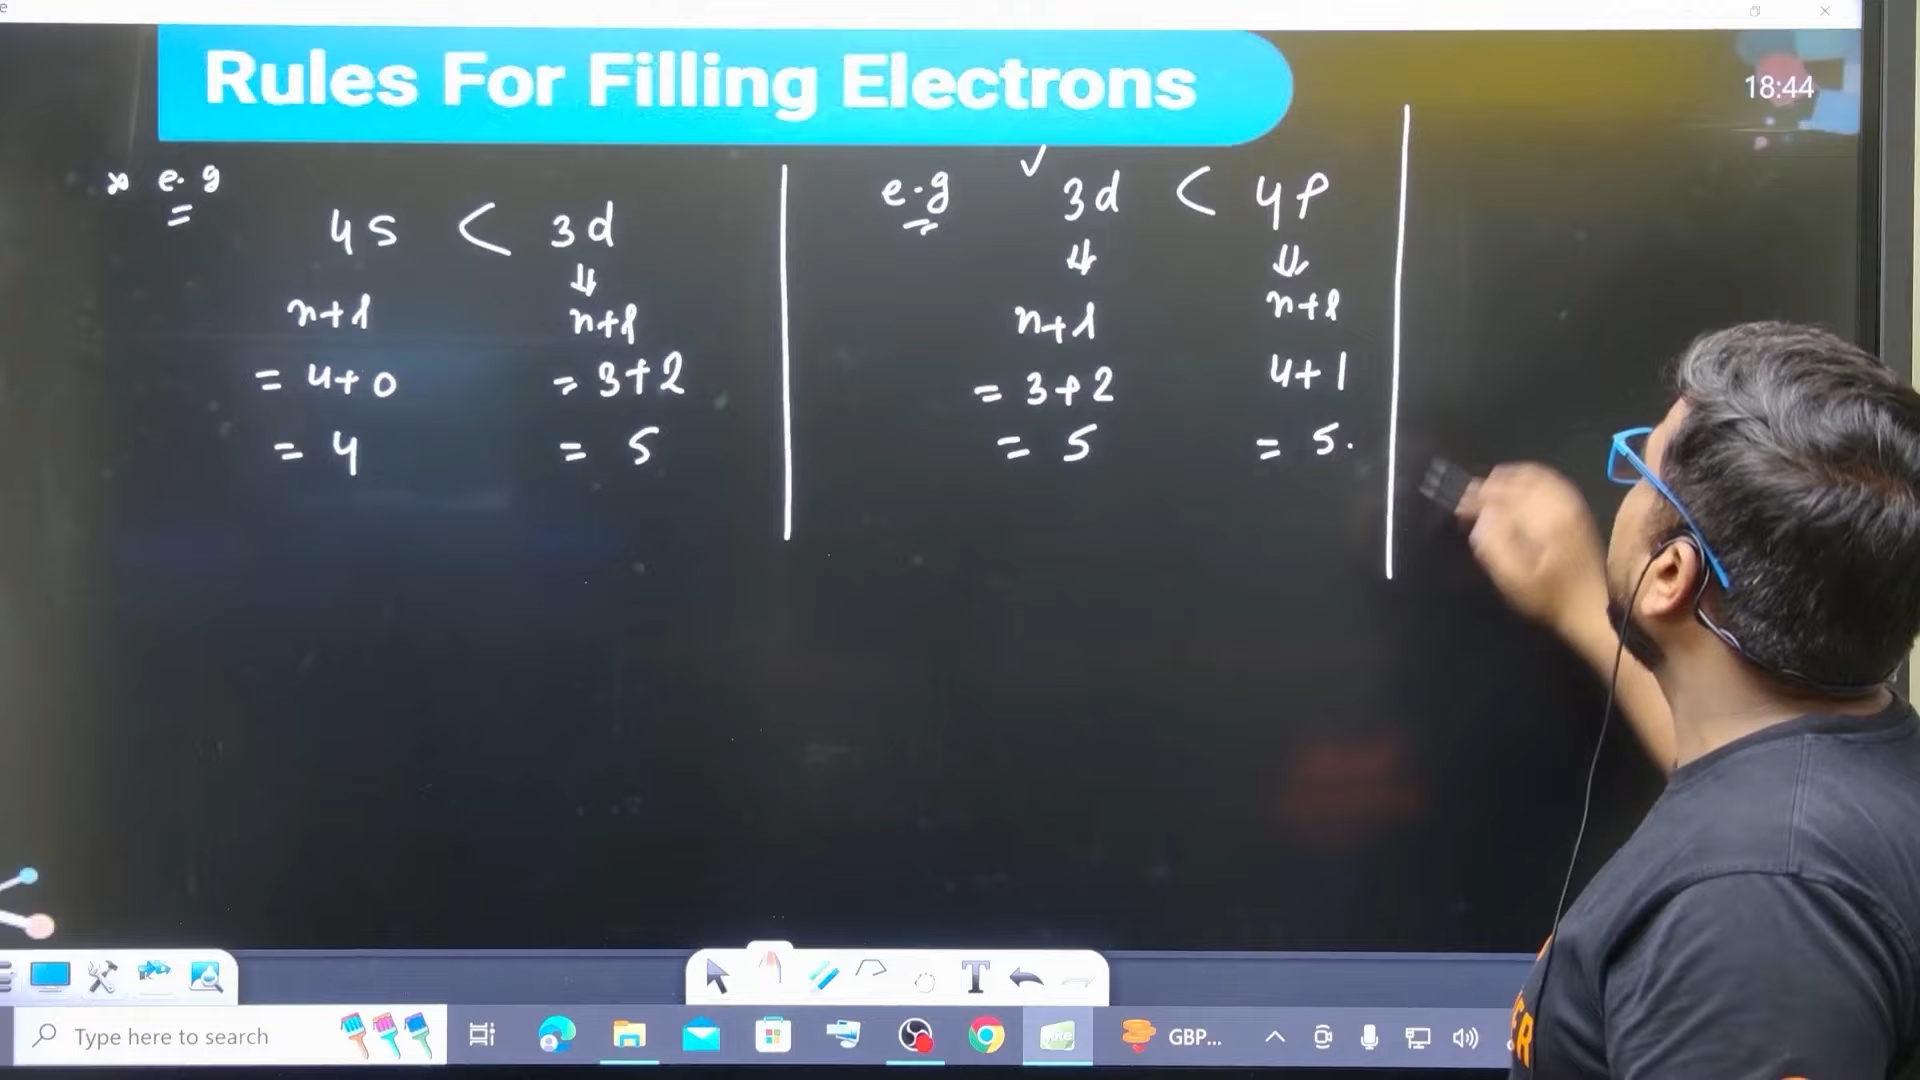 Rules For Filling Electrons
18:44
e.g
4s < 3d
n+l
= 4+0
= 4
n+l
= 3+2
= 5
e.g
✓ 3d < 4p
n+l
= 3+2
= 5
n+l
4+1
= 5.
Type here to search
GBP...